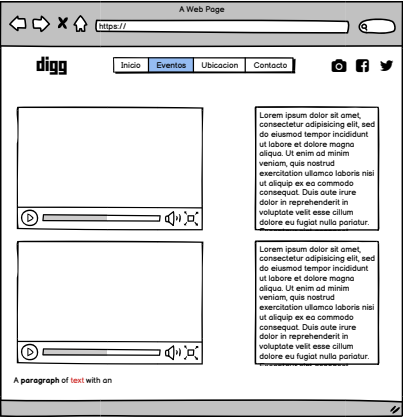 A Web Page
https://
digg
Inicio Eventos Ubicacion Contacto
Lorem ipsum dolor sit amet,
consectetur adipisicing elit, sed
do eiusmod tempor incididunt
ut labore et dolore magna
aliqua. Ut enim ad minim
veniam, quis nostrud
exercitation ullamco laboris nisi
ut aliquip ex ea commodo
consequat. Duis aute irure
dolor in reprehenderit in
voluptate velit esse cillum
dolore eu fugiat nulla pariatur.
Lorem ipsum dolor sit amet,
consectetur adipisicing elit, sed
do eiusmod tempor incididunt
ut labore et dolore magna
aliqua. Ut enim ad minim
veniam, quis nostrud
exercitation ullamco laboris nisi
ut aliquip ex ea commodo
consequat. Duis aute irure
dolor in reprehenderit in
voluptate velit esse cillum
dolore eu fugiat nulla pariatur.
A paragraph of text with an